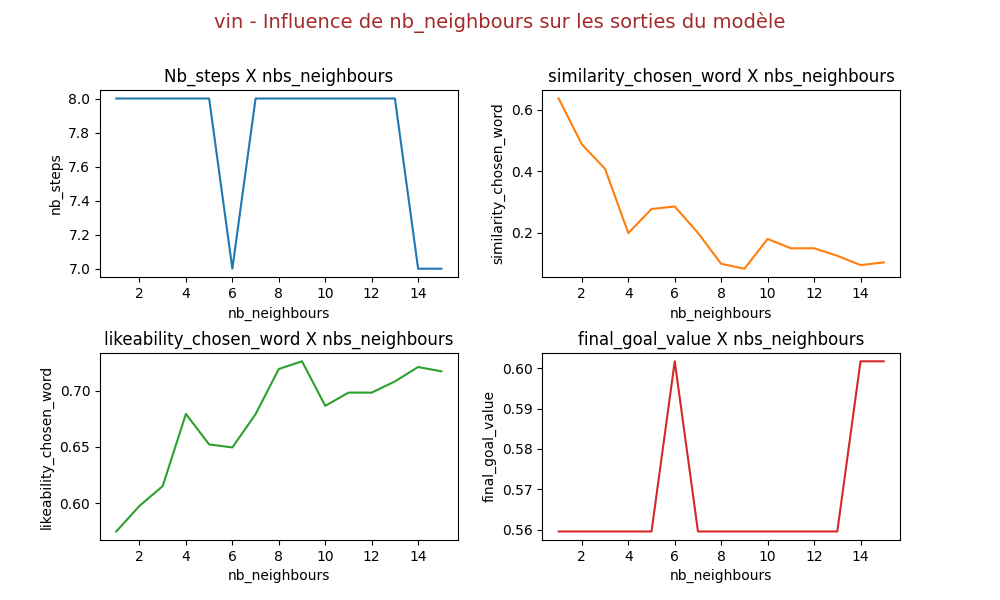 vin - Influence de nb_neighbours sur les sorties du modèle
Nb_steps X nbs_neighbours
nb_steps
8.0
7.8
7.6
7.4
7.2
7.0
2 4 6 8 10 12 14
nb_neighbours
similarity_chosen_word X nbs_neighbours
similarity_chosen_word
0.6
0.4
0.2
2 4 6 8 10 12 14
nb_neighbours
likeability_chosen_word X nbs_neighbours
likeability_chosen_word
0.70
0.65
0.60
2 4 6 8 10 12 14
nb_neighbours
final_goal_value X nbs_neighbours
final_goal_value
0.60
0.59
0.58
0.57
0.56
2 4 6 8 10 12 14
nb_neighbours